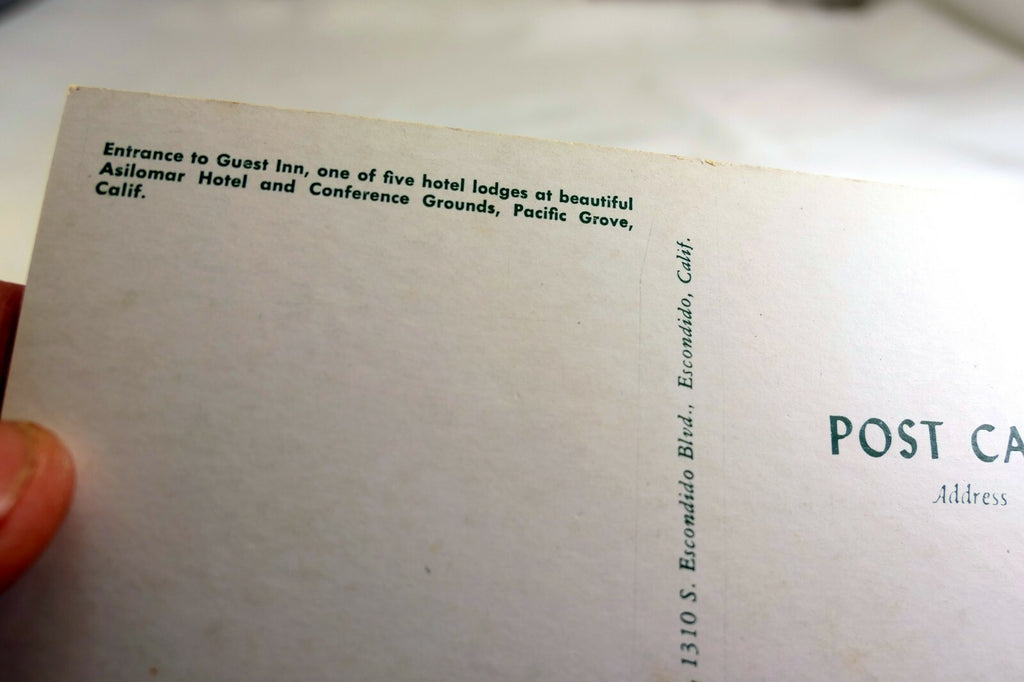 Entrance to Guest Inn, one of five hotel lodges at beautiful
Asilomar Hotel and Conference Grounds, Pacific Grove,
Calif.
1310 S. Escondido Blvd., Escondido, Calif.
POST CA
Address